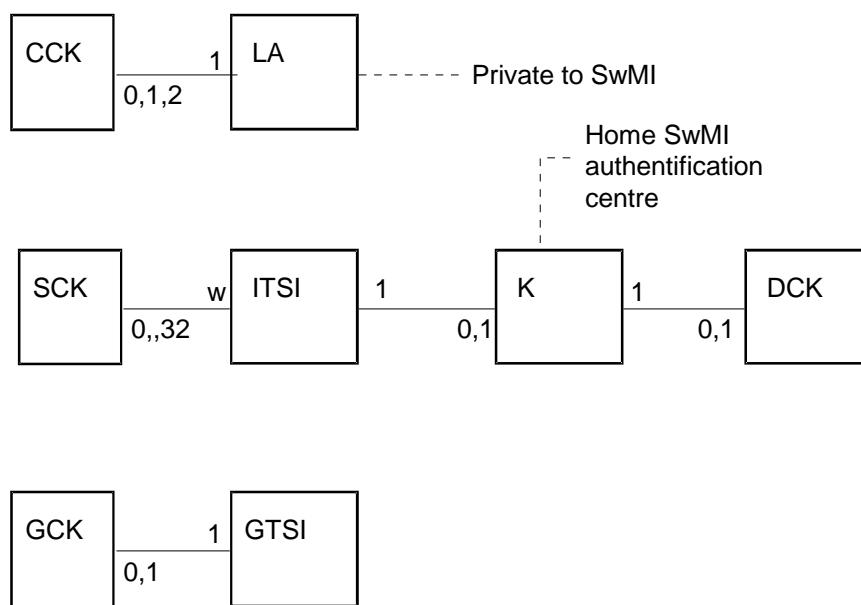 CCK
1
LA
0,1,2
Private to SwMI
Home SwMI
authentification
centre
SCK
w
ITSI
1
K
1
DCK
0,,32
0,1
0,1
GCK
1
GTSI
0,1